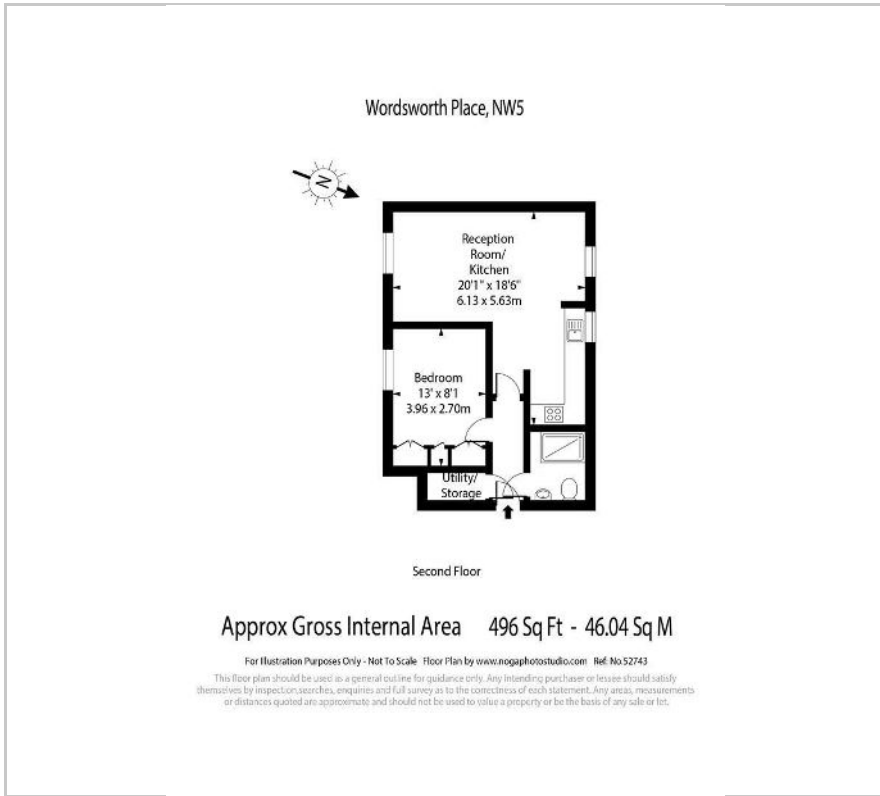 Wordsworth Place, NW5
N
Reception
Room/
Kitchen
20'1" x 18'6"
6.13 x 5.63m
Bedroom
13' x 8'1
3.96 x 2.70m
Utility/
Storage
Second Floor
Approx Gross Internal Area 496 Sq Ft - 46.04 Sq M
For Illustration Purposes Only - Not To Scale Floor Plan by www.nogaphotostudio.com Ref: No.52743
This floor plan should be used as a general outline for guidance only. Any intending purchaser or lessee should satisfy
themselves by inspection, searches, enquiries and full survey as to the correctness of each statement. Any areas, measurements
or distances quoted are approximate and should not be used to value a property or be the basis of any sale or let.